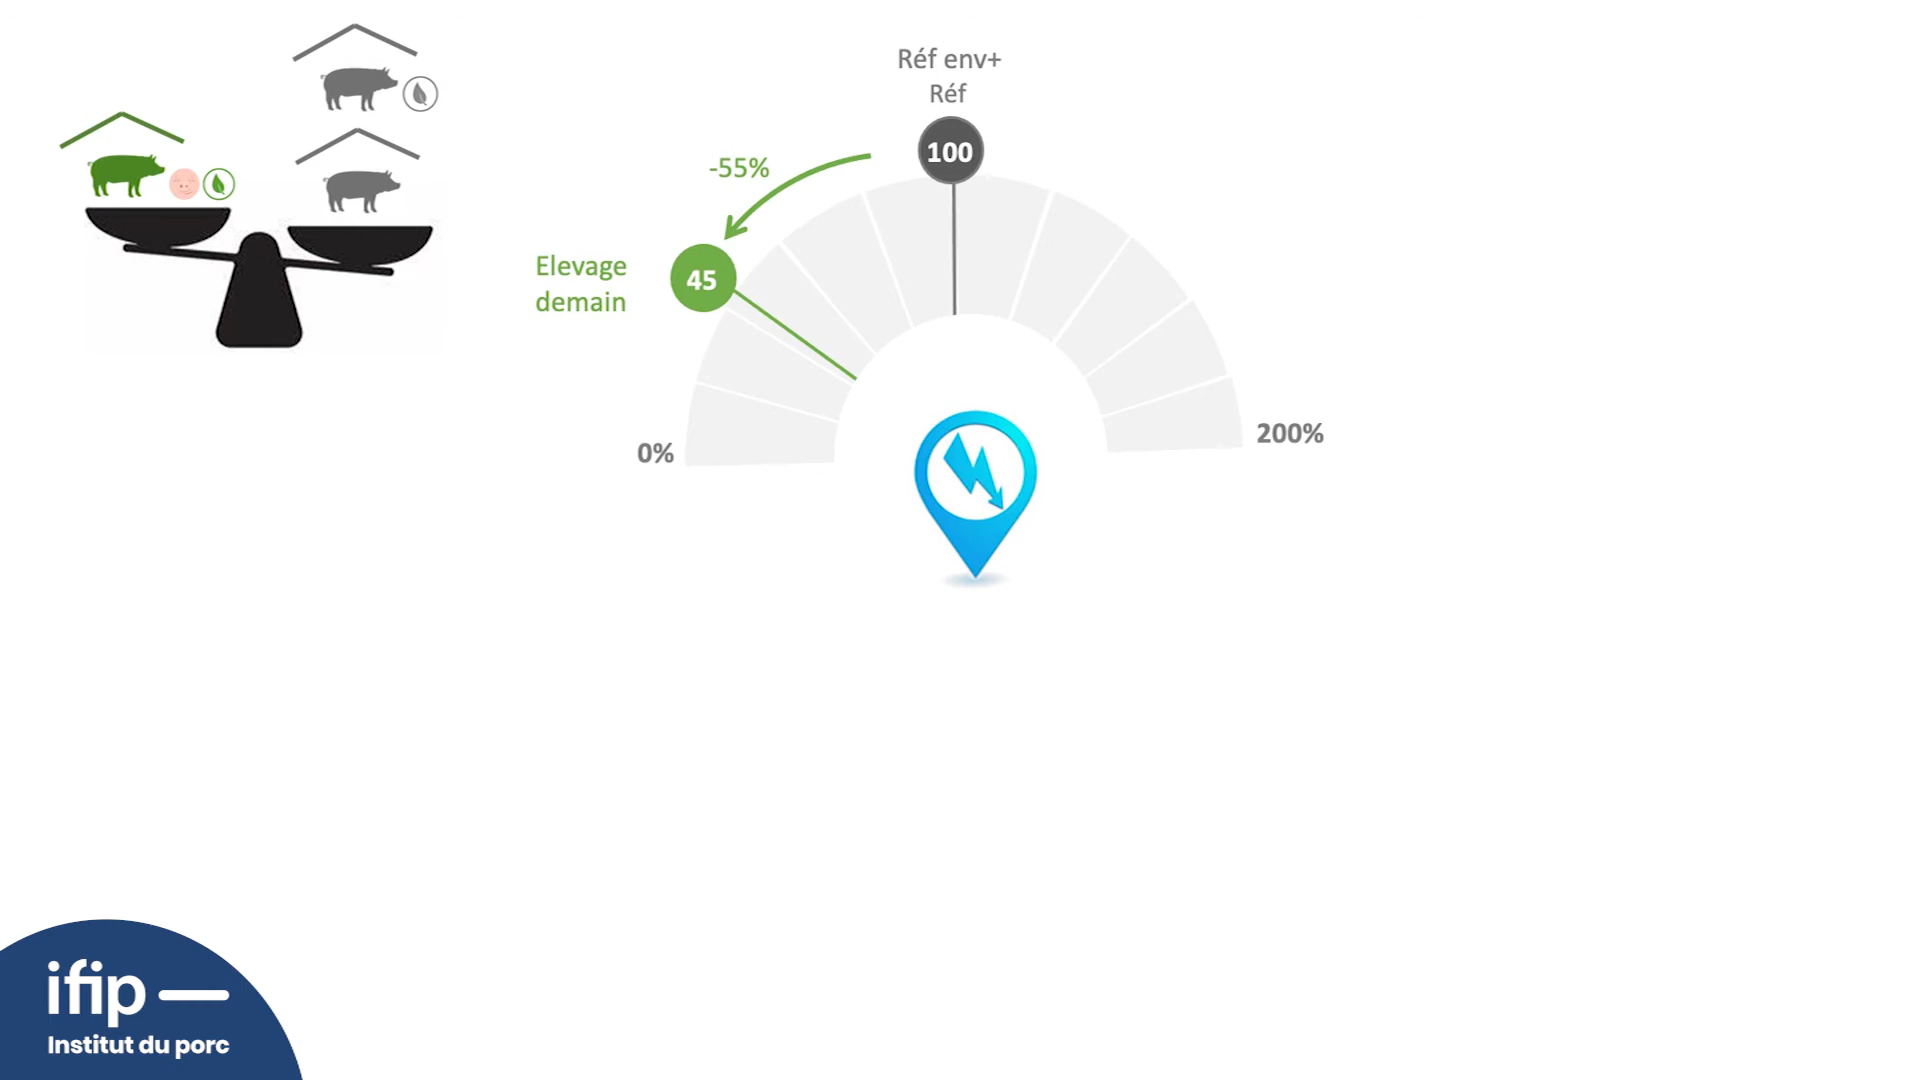 Réf env+
Réf
100
-55%
Elevage
demain
45
0%
200%
ifip
Institut du porc